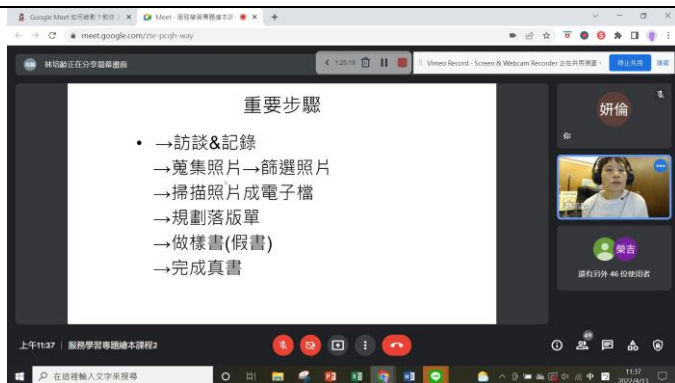 Google Meet 如何錄影？幫你
Meet - 服務學習專題繪本課
meet.google.com/zte-pcqh-way
林培齡正在分享螢幕畫面
1:25:19
Vimeo Record - Screen & Webcam Recorder 正在共用視窗。
停止共用
隱藏
重要步驟
• →訪談&記錄
→蒐集照片→篩選照片
→掃描照片成電子檔
→規劃落版單
→做樣書(假書)
→完成真書
妍倫
你
榮吉
還有另外 46 位使用者
上午11:37 | 服務學習專題繪本課程2
49
在這裡輸入文字來搜尋
11:37
2022/4/13